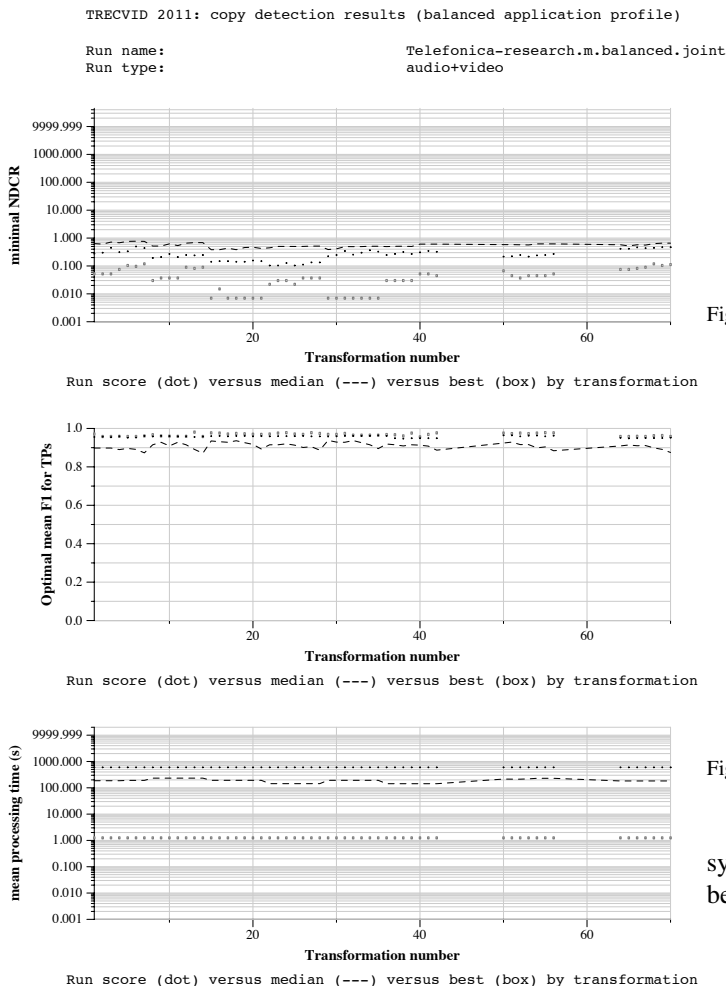 TRECVID 2011: copy detection results (balanced application profile)
Run name: Telefonica-research.m.balanced.joint
Run type: audio+video
minimal NDCR
9999.999
1000.000
100.000
10.000
1.000
0.100
0.010
0.001
20 40 60
Transformation number
Run score (dot) versus median (---) versus best (box) by transformation
Optimal mean F1 for TPs
1.0
0.8
0.6
0.4
0.2
0.0
20 40 60
Transformation number
Run score (dot) versus median (---) versus best (box) by transformation
mean processing time (s)
9999.999
1000.000
100.000
10.000
1.000
0.100
0.010
0.001
20 40 60
Transformation number
Run score (dot) versus median (---) versus best (box) by transformation